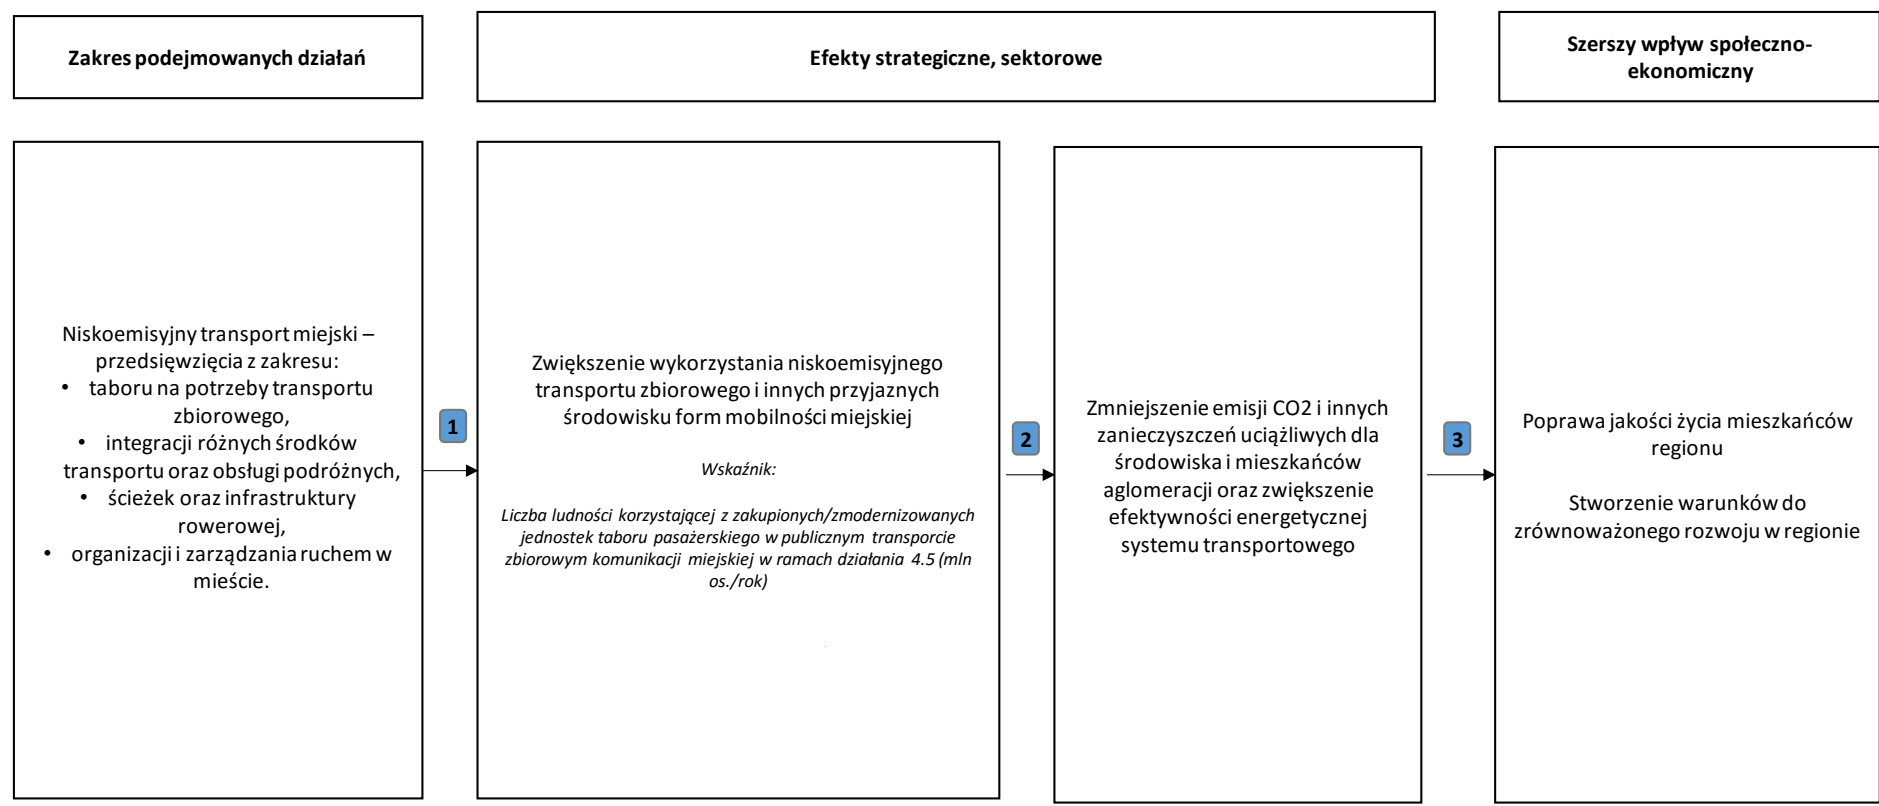 Zakres podejmowanych działań
Efekty strategiczne, sektorowe
Szerszy wpływ społeczno-
ekonomiczny
Niskoemisyjny transport miejski –
przedsięwzięcia z zakresu:
• taboru na potrzeby transportu
zbiorowego,
• integracji różnych środków
transportu oraz obsługi podróżnych,
• ścieżek oraz infrastruktury
rowerowej,
• organizacji i zarządzania ruchem w
mieście.
1
Zwiększenie wykorzystania niskoemisyjnego
transportu zbiorowego i innych przyjaznych
środowisku form mobilności miejskiej
Wskaźnik:
Liczba ludności korzystającej z zakupionych/zmodernizowanych
jednostek taboru pasażerskiego w publicznym transporcie
zbiorowym komunikacji miejskiej w ramach działania 4.5 (mln
os./rok)
2
Zmniejszenie emisji CO2 i innych
zanieczyszczeń uciążliwych dla
środowiska i mieszkańców
aglomeracji oraz zwiększenie
efektywności energetycznej
systemu transportowego
3
Poprawa jakości życia mieszkańców
regionu
Stworzenie warunków do
zrównoważonego rozwoju w regionie